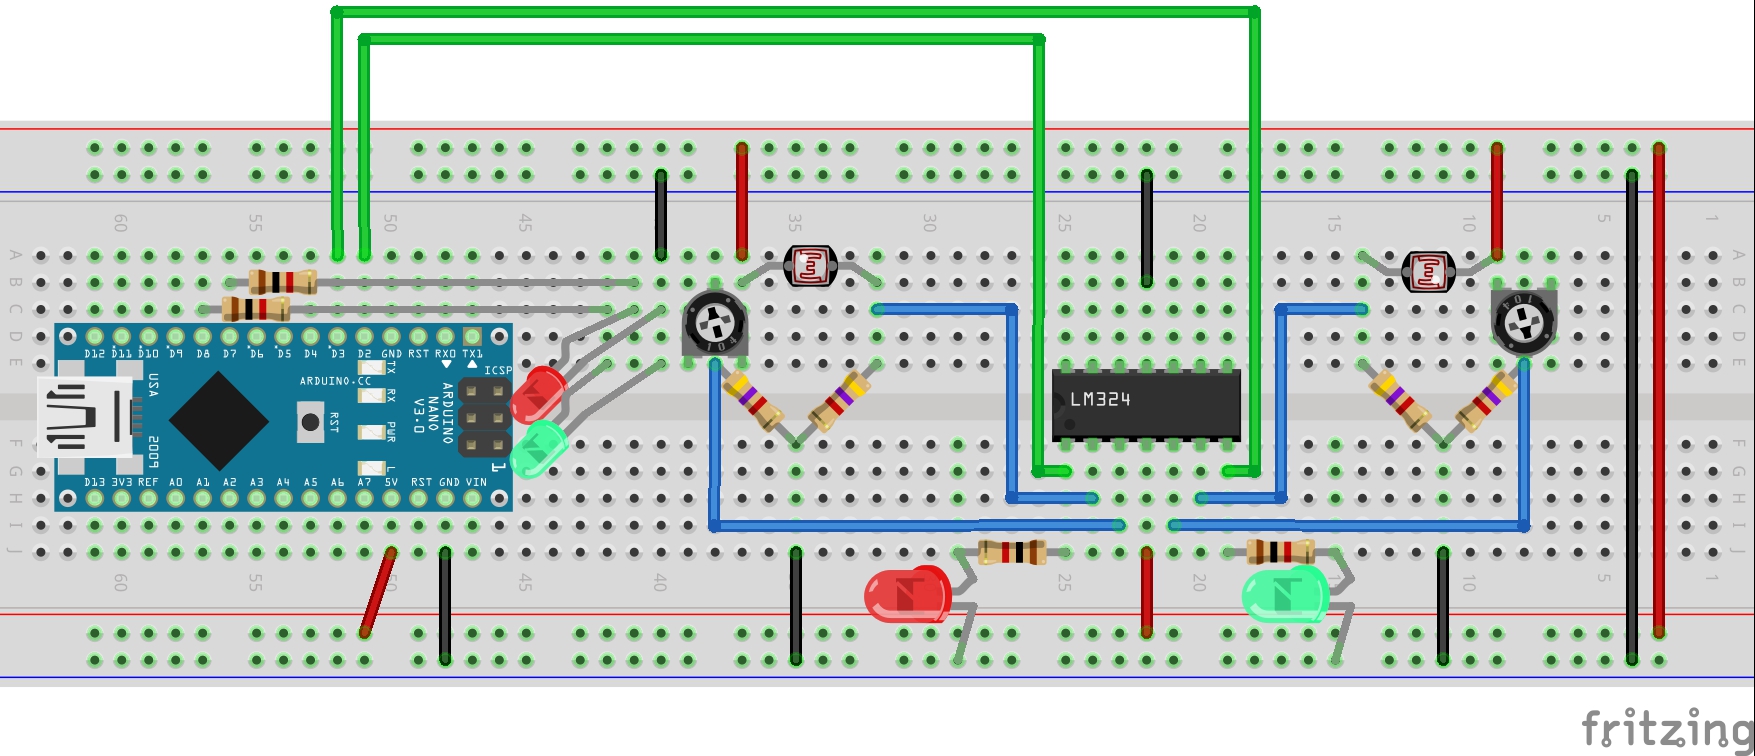 60 55 50 45 40 35 30 25 20 15 10 5 1
A A
B B
C C
D D
E E
D12 D11 D10 D9 D8 D7 D6 D5 D4 D3 D2 GND RST RX0 TX1
USA
2009
ARDUINO.CC
RST
TX
RX
PWR
L
ARDUINO
NANO
V3.0
ICSP
1
D13 3V3 REF A0 A1 A2 A3 A4 A5 A6 A7 5V RST GND VIN
104
LM324
104
F F
G G
H H
I I
J J
60 55 50 45 40 25 20 10 5 1
fritzing